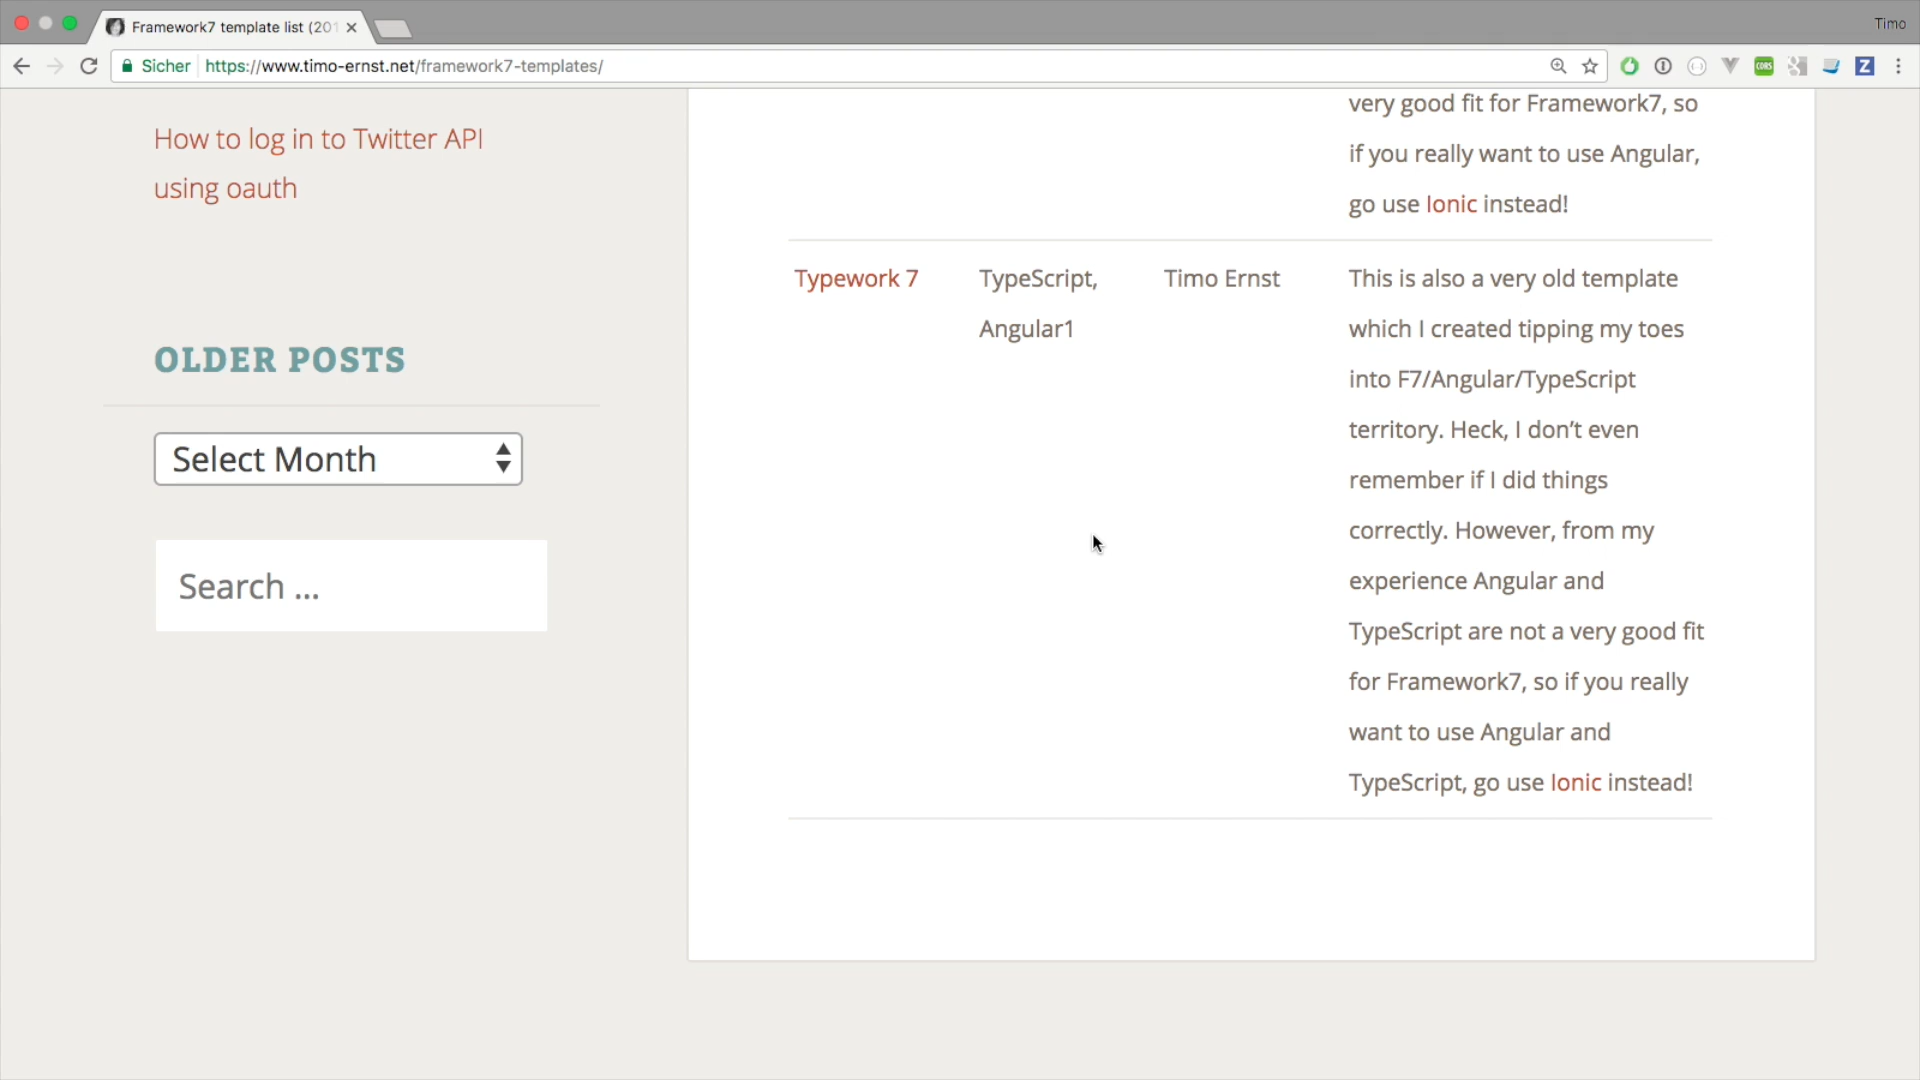 Framework7 template list (201
Timo
Sicher
https://www.timo-ernst.net/framework7-templates/
CORS
Z
How to log in to Twitter API
using oauth
OLDER POSTS
Select Month
Search ...
very good fit for Framework7, so
if you really want to use Angular,
go use Ionic instead!
Typework 7
TypeScript,
Angular1
Timo Ernst
This is also a very old template
which I created tipping my toes
into F7/Angular/TypeScript
territory. Heck, I don’t even
remember if I did things
correctly. However, from my
experience Angular and
TypeScript are not a very good fit
for Framework7, so if you really
want to use Angular and
TypeScript, go use Ionic instead!